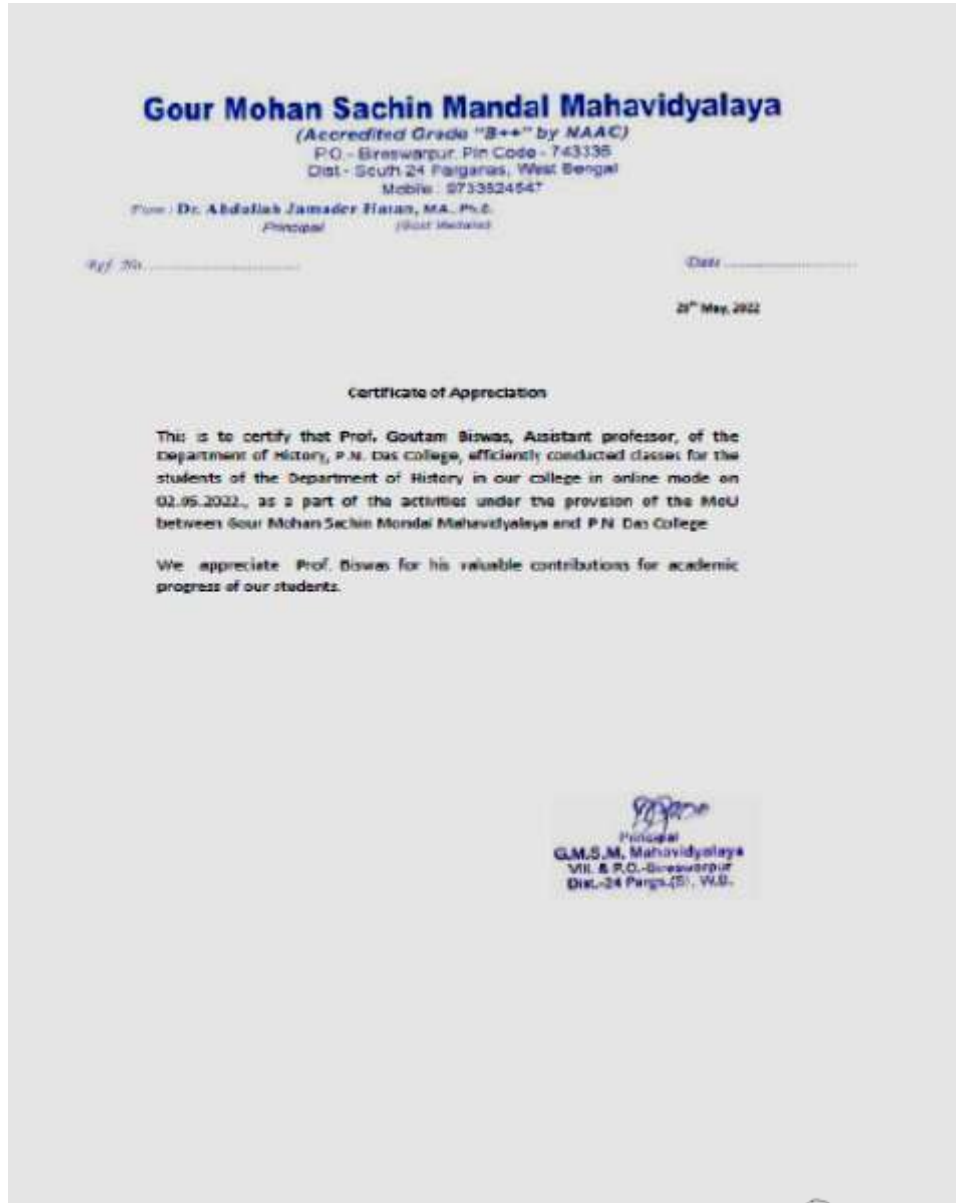 Gour Mohan Sachin Mandal Mahavidyalaya
(Accredited Grade "B++" by NAAC)
P.O.- Bireswarpur, Pin Code - 743336
Dist - South 24 Parganas, West Bengal
Mobile : 9733824647
From : Dr. Abdullah Jamader Hasan, M.A., Ph.D.
Principal (Gold Medalist)
Ref. No. .............................. Date ..........................
May, 2022
Certificate of Appreciation
This is to certify that Prof. Goutam Biswas, Assistant professor, of the
Department of History, P.N. Das College, efficiently conducted classes for the
students of the Department of History in our college in online mode on
02.05.2022., as a part of the activities under the provision of the MoU
between Gour Mohan Sachin Mondal Mahavidyalaya and P.N. Das College
We appreciate Prof. Biswas for his valuable contributions for academic
progress of our students.
Principal
G.M.S.M. Mahavidyalaya
Vill. & P.O.-Bireswarpur
Dist.-24 Pargs.(S), W.B.